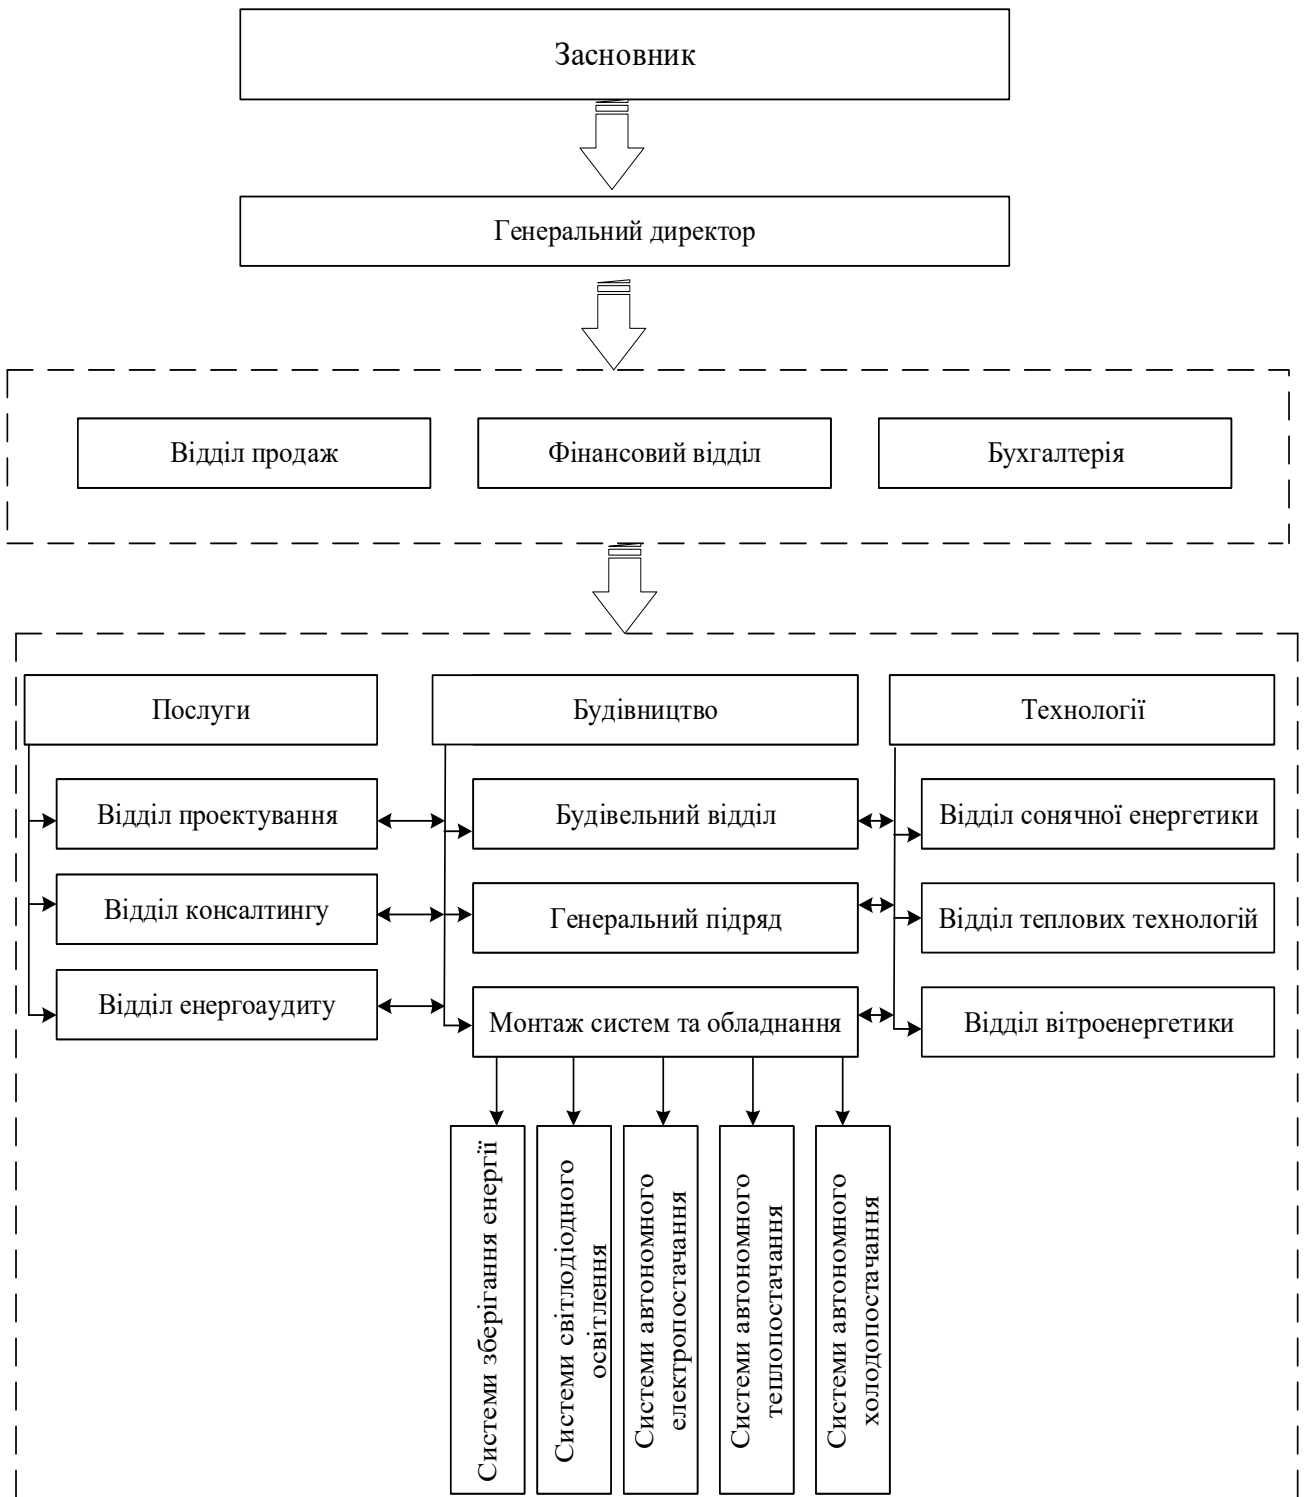 Засновник
Генеральний директор
Відділ продаж
Фінансовий відділ
Бухгалтерія
Послуги
Будівництво
Технології
Відділ проектування
Будівельний відділ
Відділ сонячної енергетики
Відділ консалтингу
Генеральний підряд
Відділ теплових технологій
Відділ енергоаудиту
Монтаж систем та обладнання
Відділ вітроенергетики
Системи зберігання енергії
Системи світлодіодного
освітлення
Системи автономного
електропостачання
Системи автономного
теплопостачання
Системи автономного
холодопостачання